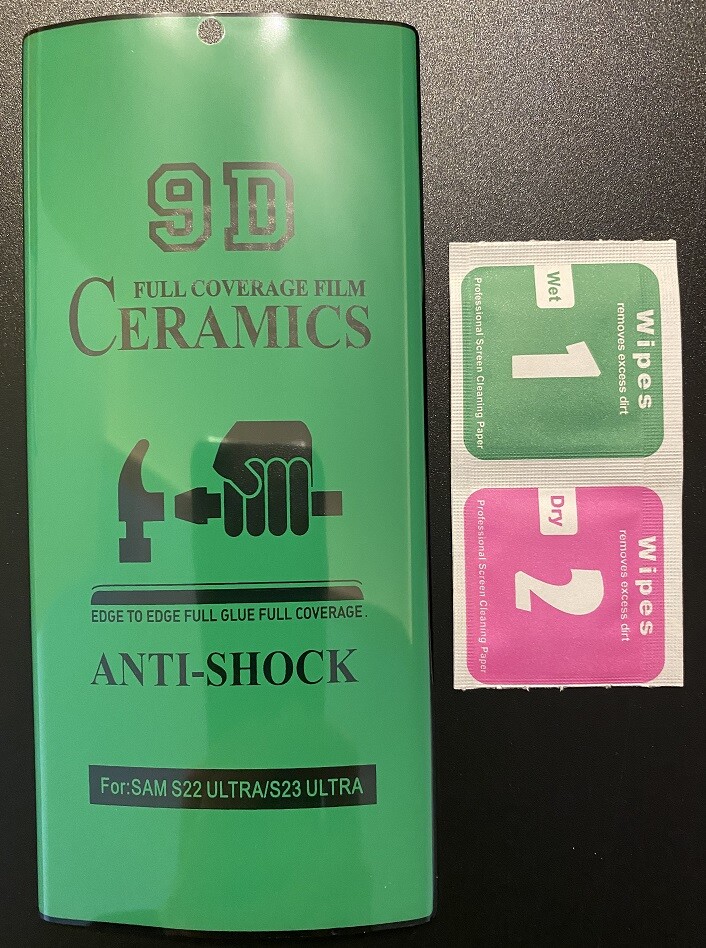 9D
FULL COVERAGE FILM
CERAMICS
EDGE TO EDGE FULL GLUE FULL COVERAGE.
ANTI-SHOCK
For:SAM S22 ULTRA/S23 ULTRA
Wipes
removes excess dirt
Wet
1
Professional Screen Cleaning Paper
Wipes
removes excess dirt
Dry
2
Professional Screen Cleaning Paper